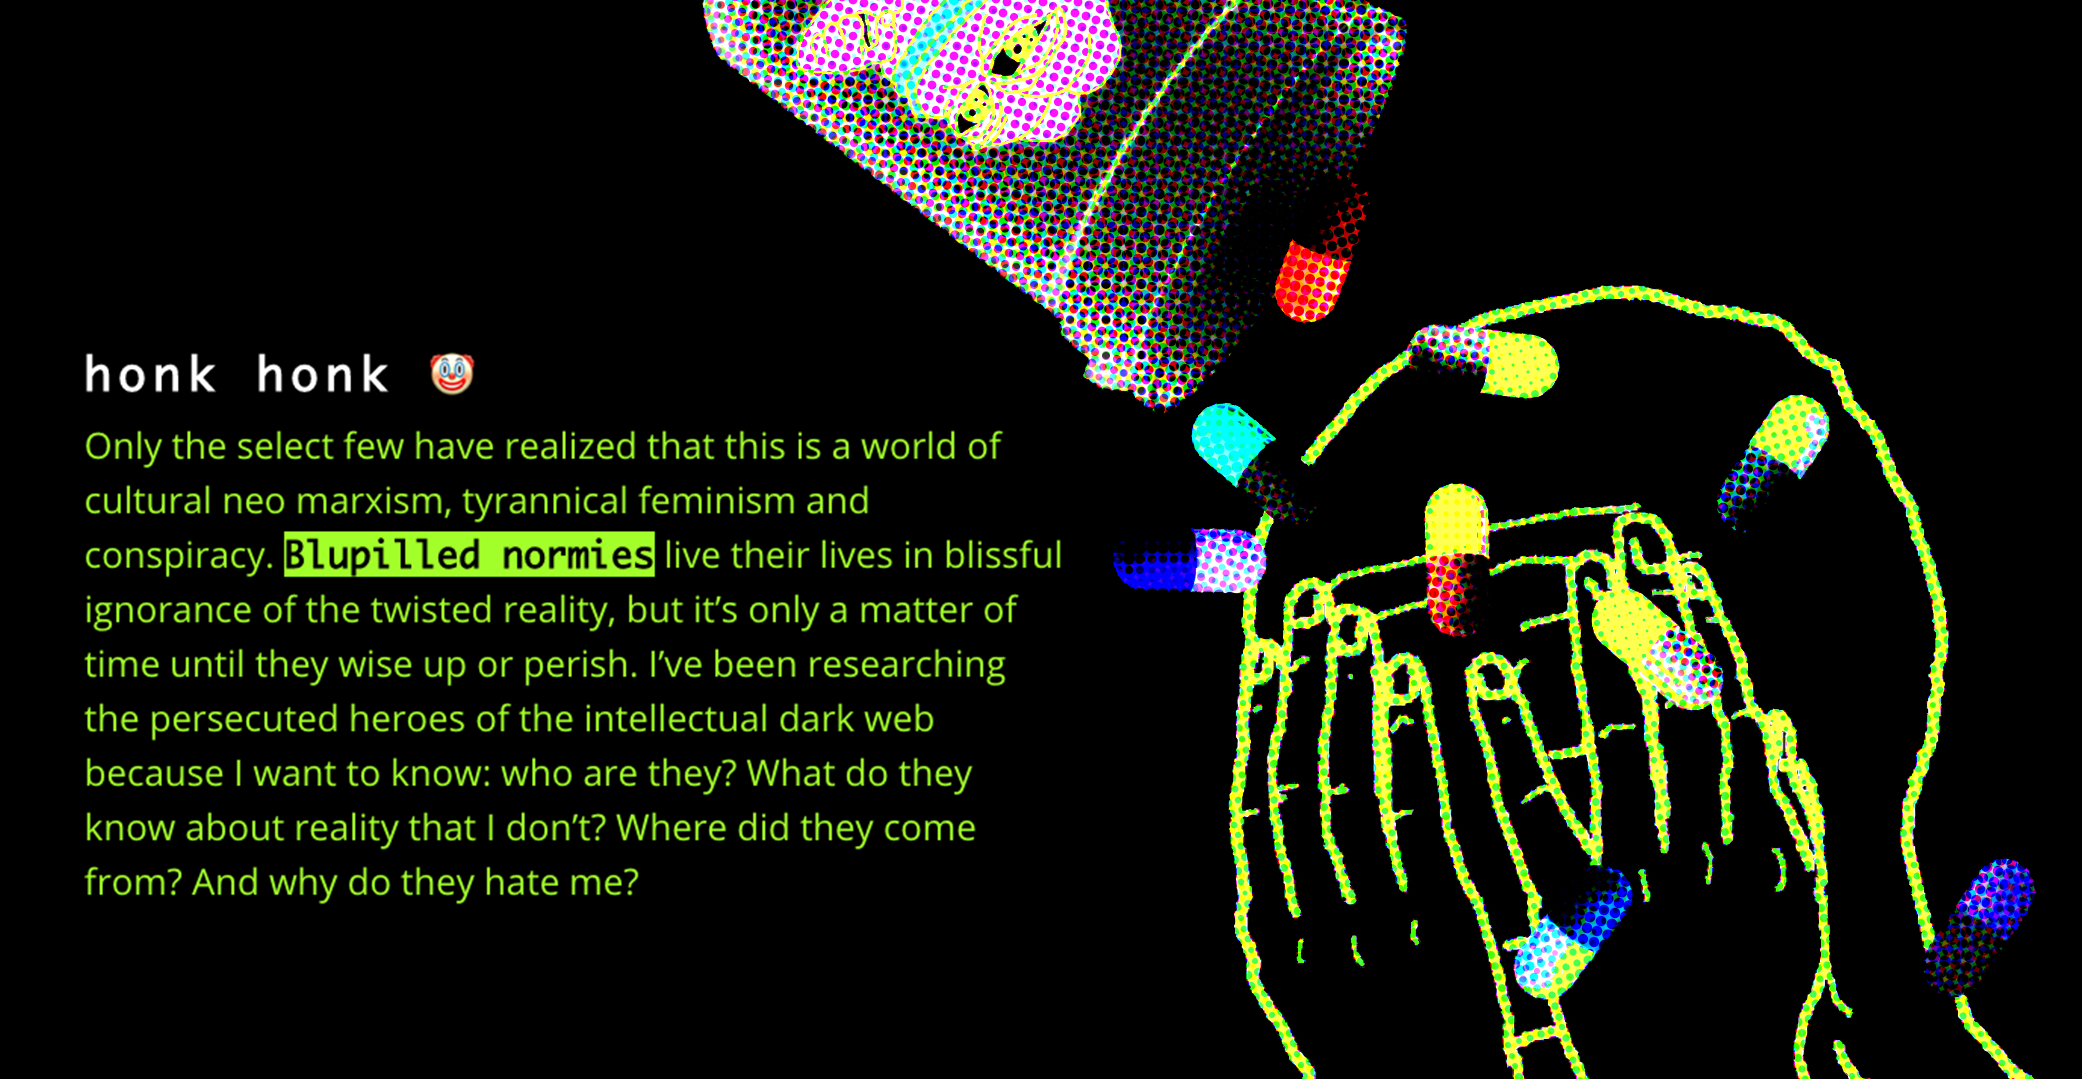 honk honk 🤡
Only the select few have realized that this is a world of
cultural neo marxism, tyrannical feminism and
conspiracy. Blupilled normies live their lives in blissful
ignorance of the twisted reality, but it’s only a matter of
time until they wise up or perish. I’ve been researching
the persecuted heroes of the intellectual dark web
because I want to know: who are they? What do they
know about reality that I don’t? Where did they come
from? And why do they hate me?